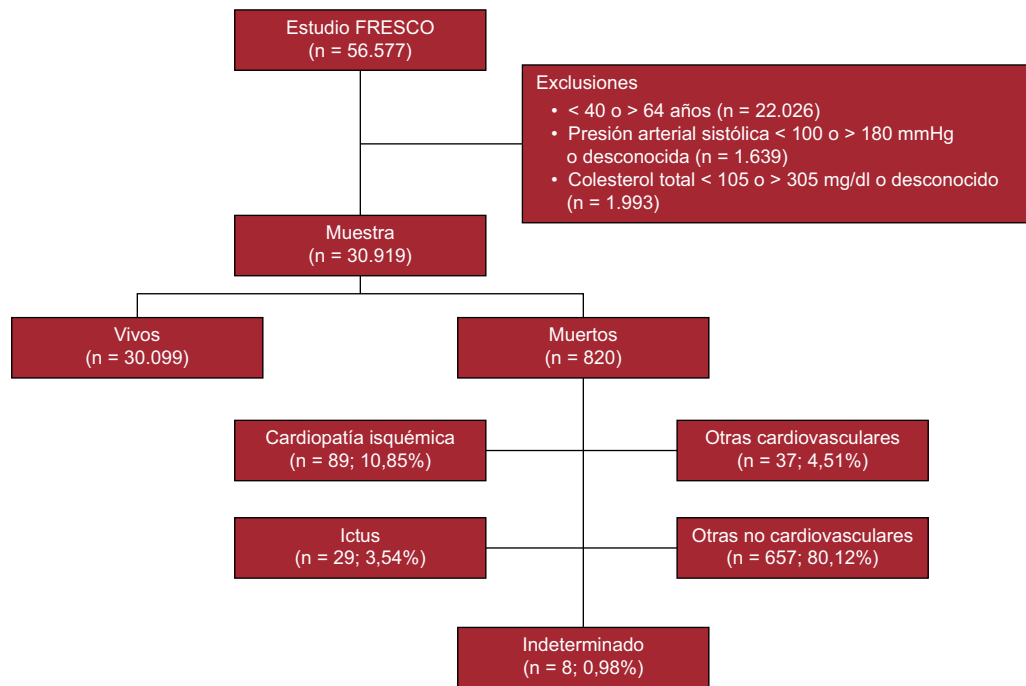 Estudio FRESCO
(n = 56.577)
Exclusiones
• < 40 o > 64 años (n = 22.026)
• Presión arterial sistólica < 100 o > 180 mmHg
o desconocida (n = 1.639)
• Colesterol total < 105 o > 305 mg/dl o desconocido
(n = 1.993)
Muestra
(n = 30.919)
Vivos
(n = 30.099)
Muertos
(n = 820)
Cardiopatía isquémica
(n = 89; 10,85%)
Otras cardiovasculares
(n = 37; 4,51%)
Ictus
(n = 29; 3,54%)
Otras no cardiovasculares
(n = 657; 80,12%)
Indeterminado
(n = 8; 0,98%)